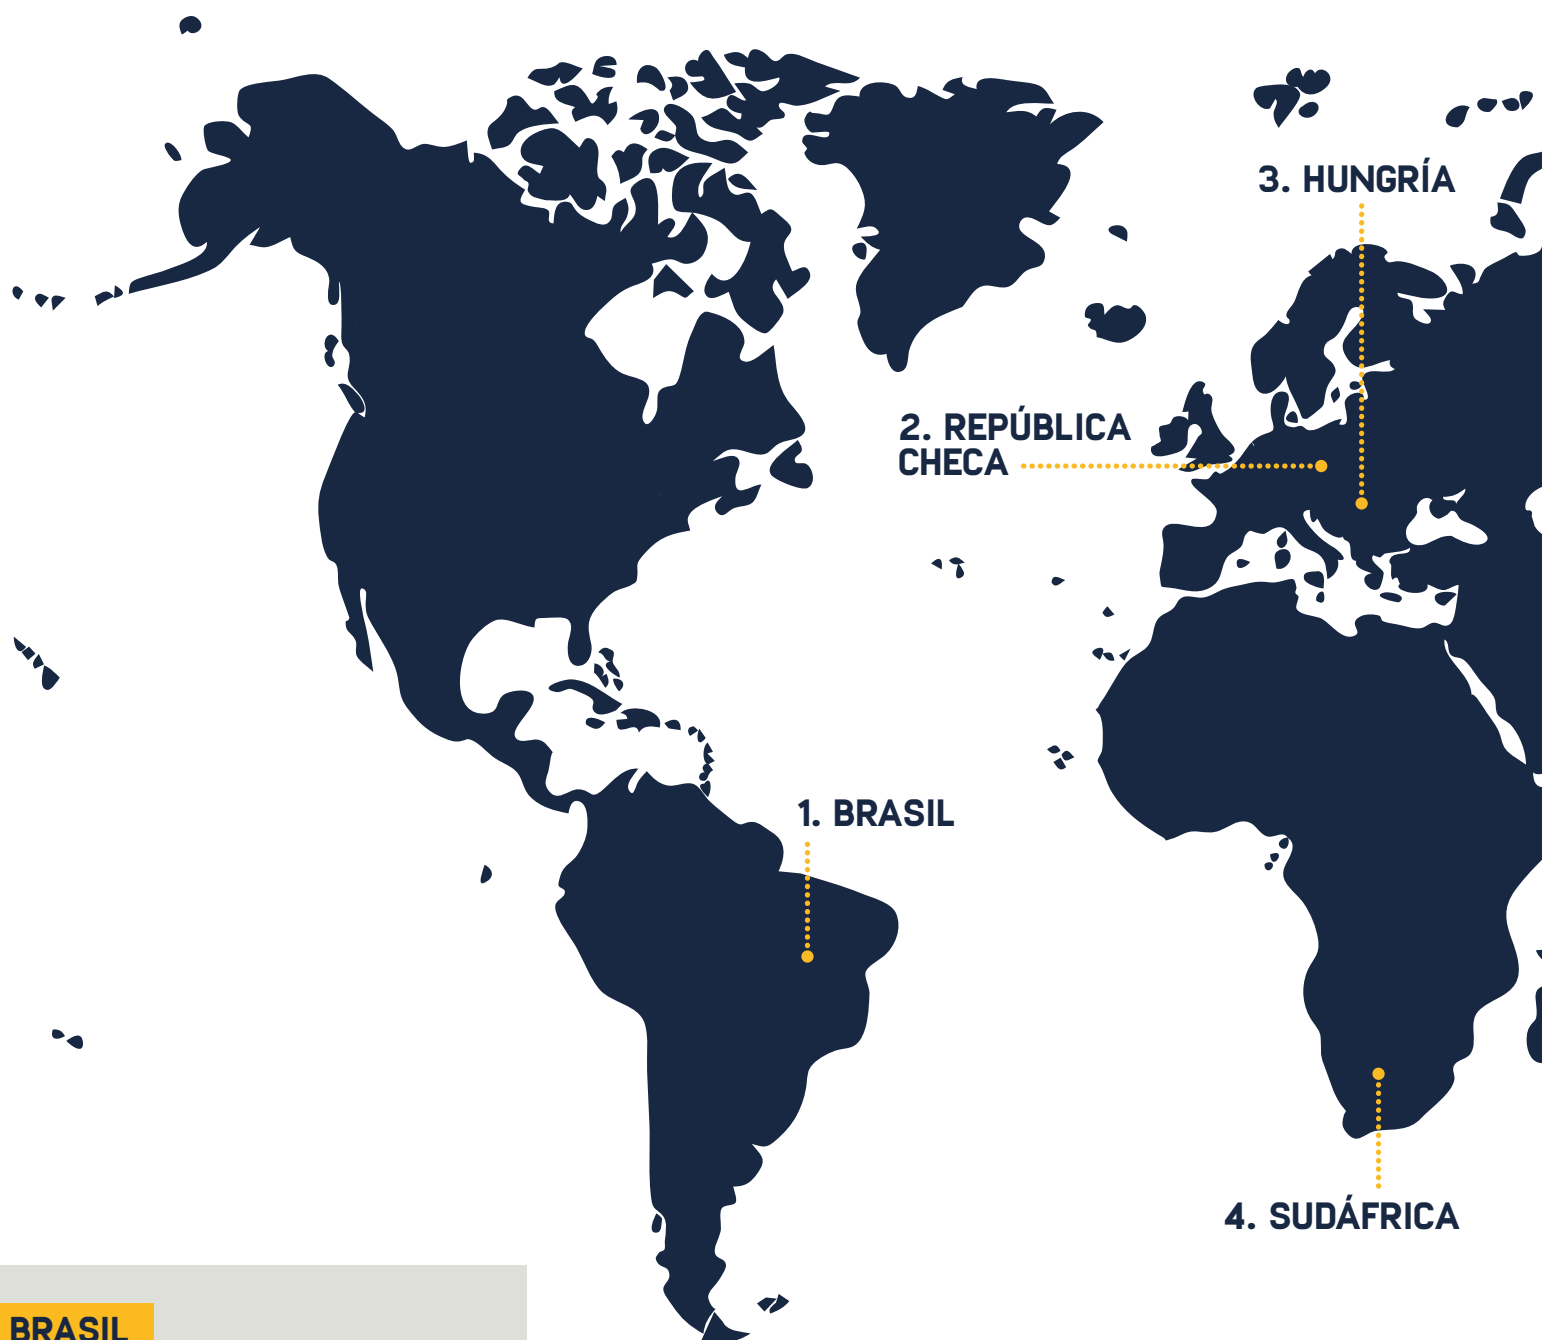 3. HUNGRÍA
2. REPÚBLICA
CHECA
1. BRASIL
4. SUDÁFRICA
BRASIL